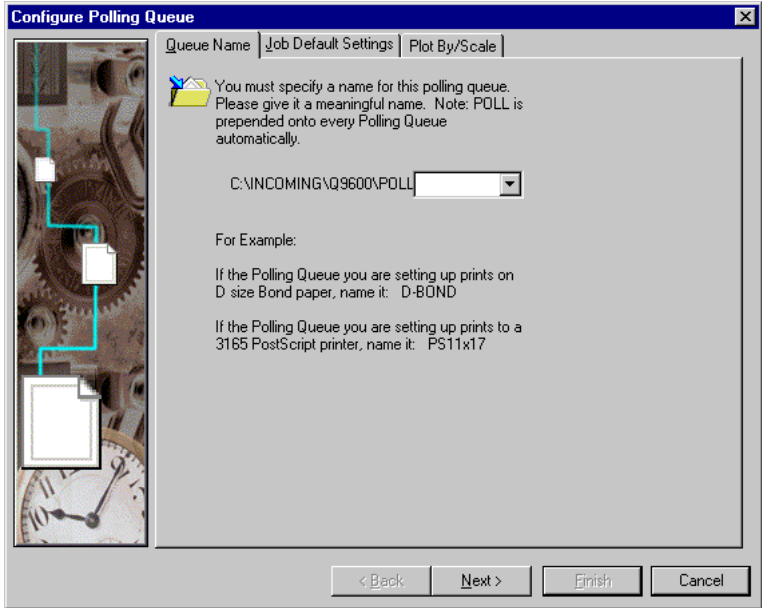 Configure Polling Queue
Queue Name
Job Default Settings
Plot By/Scale
You must specify a name for this polling queue.
Please give it a meaningful name.  Note: POLL is
prepended onto every Polling Queue
automatically.
C:\INCOMING\Q9600\POLL
For Example:
If the Polling Queue you are setting up prints on
D size Bond paper, name it:   D-BOND
If the Polling Queue you are setting up prints to a
3165 PostScript printer, name it:   PS11x17
10
9
< Back
Next >
Finish
Cancel